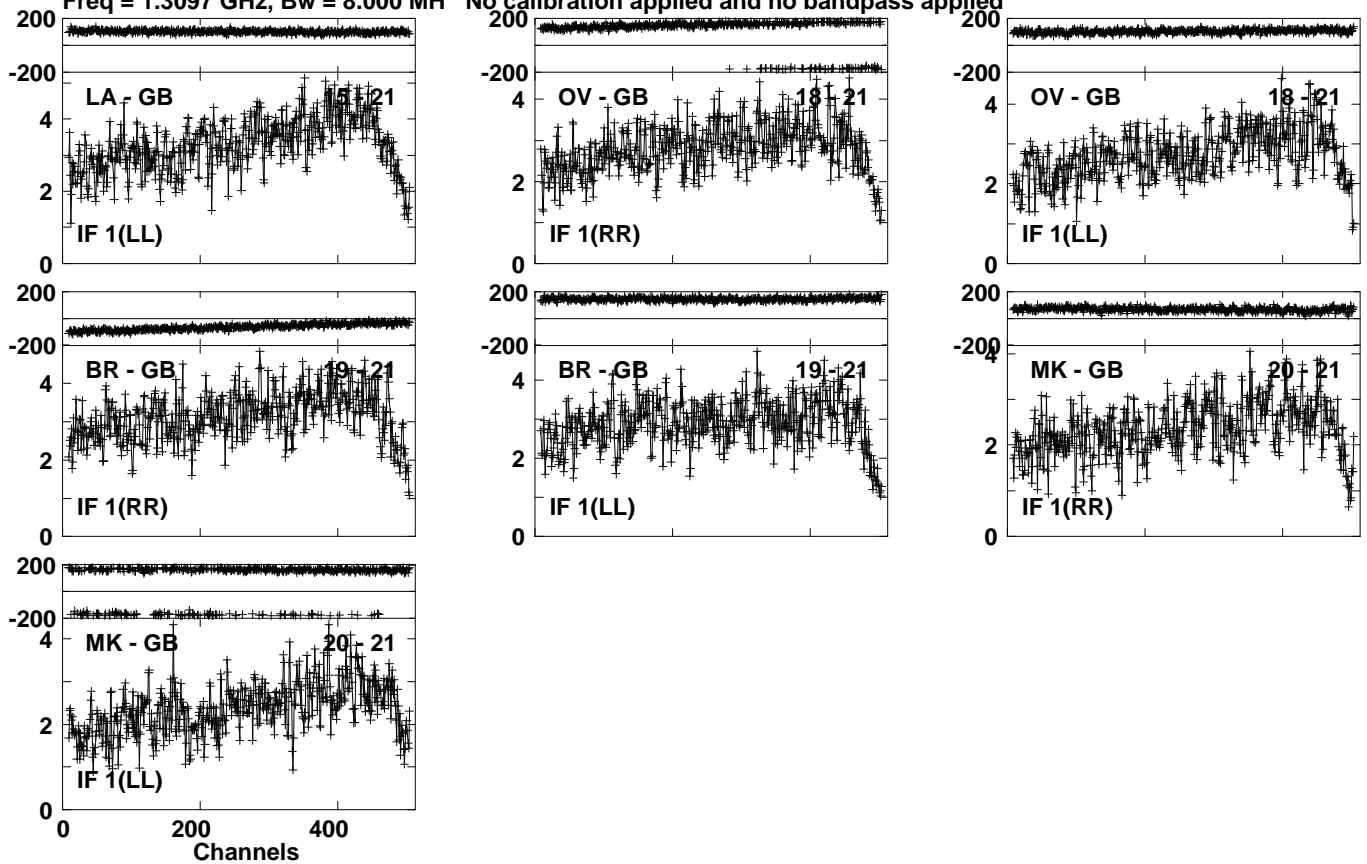 Freq = 1.3097 GHz, Bw = 8.000 MH No calibration applied and no bandpass applied
200
-200
LA - GB 15 - 21
4
2
IF 1(LL)
0
200
-200
OV - GB 18 - 21
4
2
IF 1(RR)
0
200
-200
OV - GB 18 - 21
4
2
IF 1(LL)
0
200
-200
BR - GB 19 - 21
4
2
IF 1(RR)
0
200
-200
BR - GB 19 - 21
4
2
IF 1(LL)
0
200
-200
4
MK - GB 20 - 21
2
IF 1(RR)
0
200
-200
MK - GB 20 - 21
4
2
IF 1(LL)
0
0 200 400
Channels